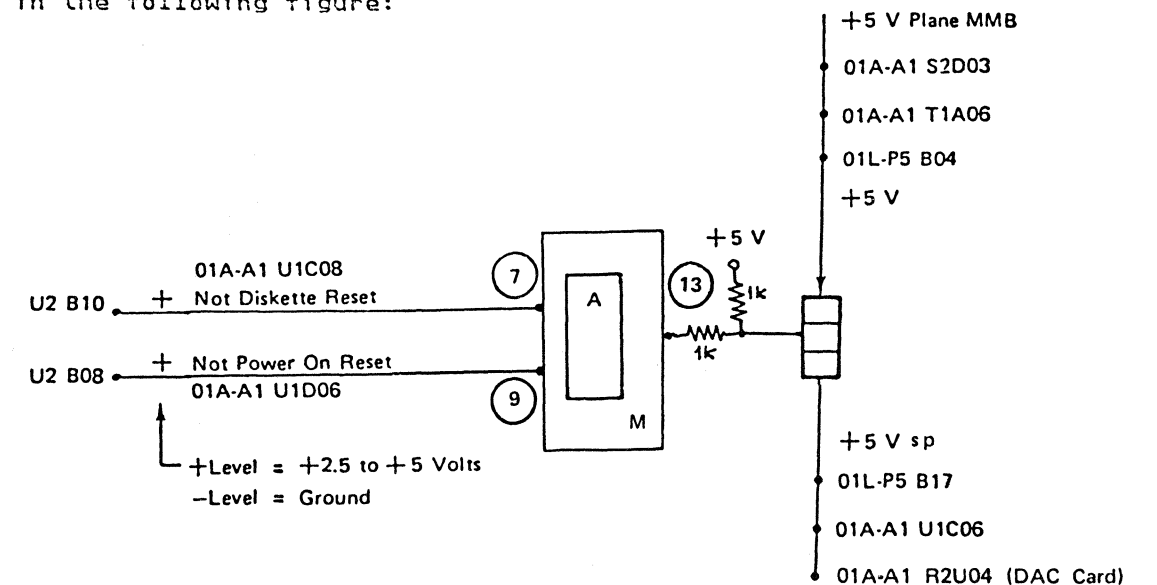 in the following figure:
+5 V Plane MMB
01A-A1 S2D03
01A-A1 T1A06
01L-P5 B04
+5 V
+5 V
01A-A1 U1C08
U2 B10
+ Not Diskette Reset
7
A
13
1k
1k
+ Not Power On Reset
U2 B08
01A-A1 U1D06
9
M
+Level = +2.5 to +5 Volts
−Level = Ground
+5 V sp
01L-P5 B17
01A-A1 U1C06
01A-A1 R2U04 (DAC Card)